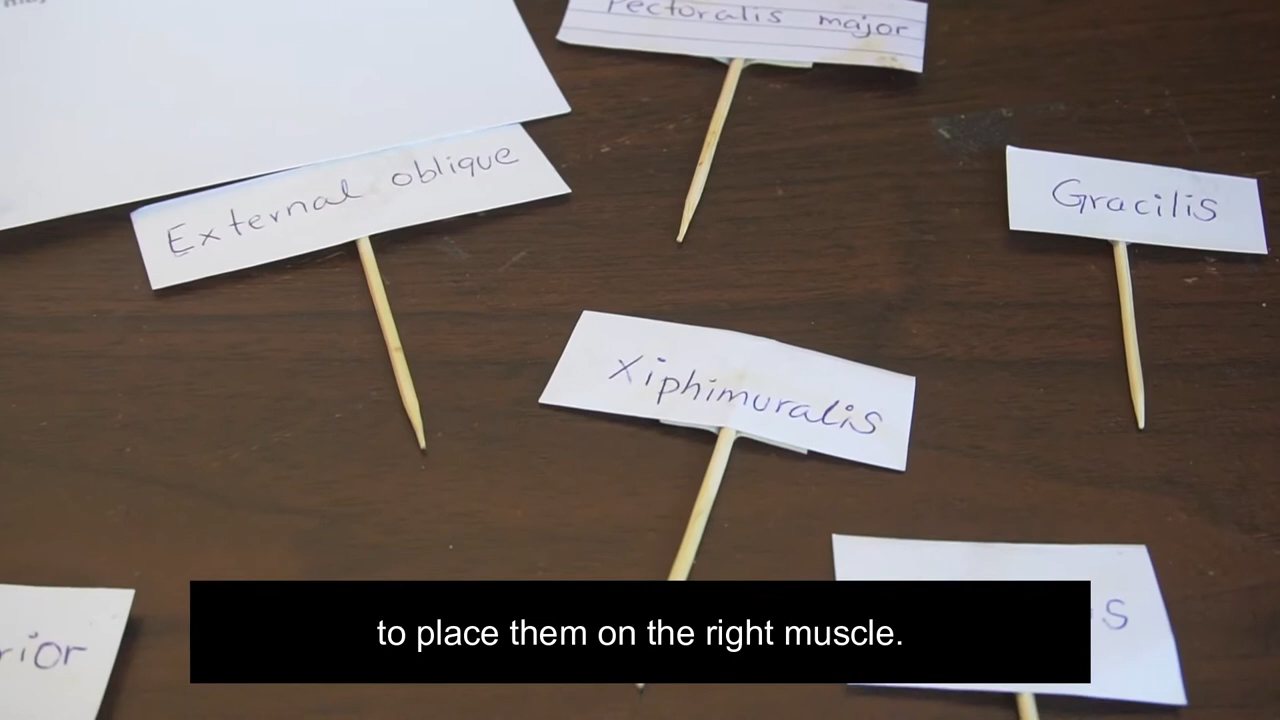 Pectoralis major
External oblique
Gracilis
Xiphimuralis
rior
s
to place them on the right muscle.